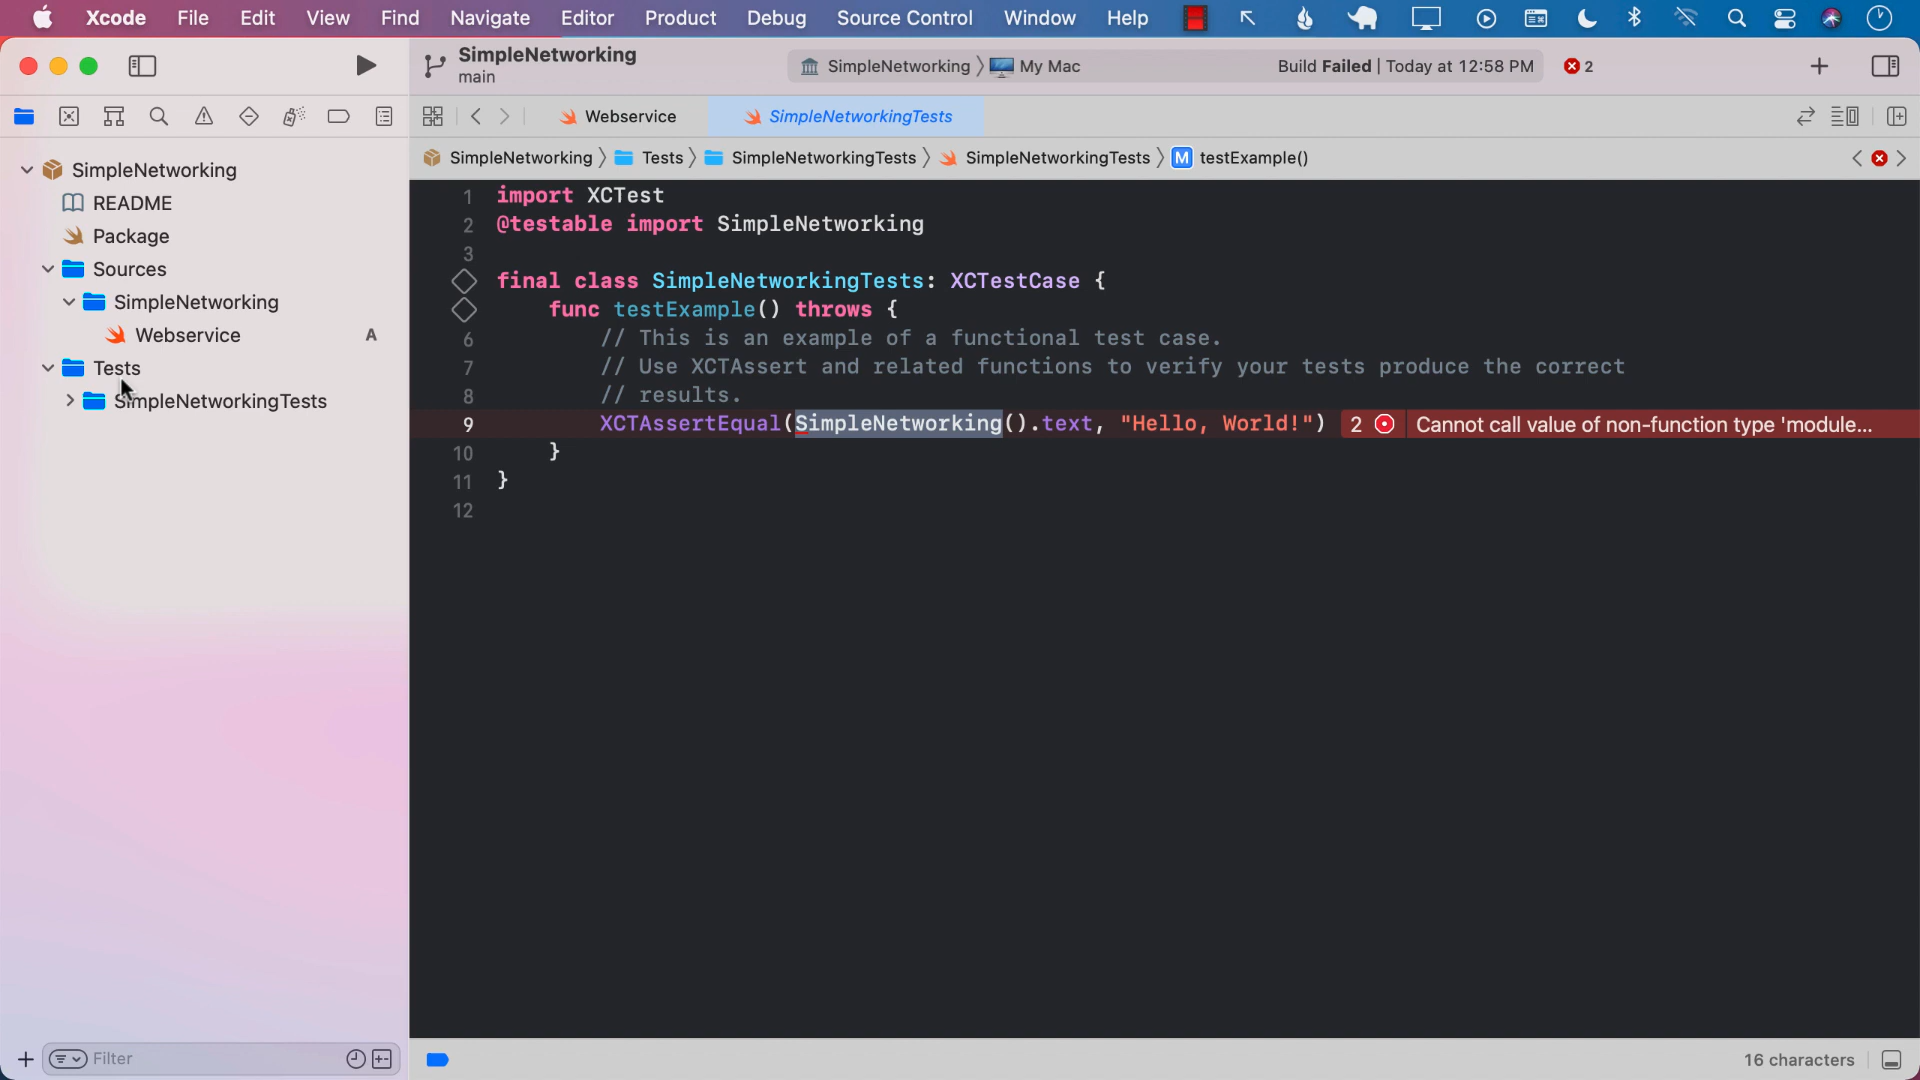 Xcode File Edit View Find Navigate Editor Product Debug Source Control Window Help
SimpleNetworking
main
SimpleNetworking My Mac Build Failed | Today at 12:58 PM 2
Webservice SimpleNetworkingTests
SimpleNetworking Tests SimpleNetworkingTests SimpleNetworkingTests M testExample()
SimpleNetworking
README
Package
Sources
SimpleNetworking
Webservice A
Tests
SimpleNetworkingTests
1 import XCTest
2 @testable import SimpleNetworking
3
final class SimpleNetworkingTests: XCTestCase {
func testExample() throws {
6 // This is an example of a functional test case.
7 // Use XCTAssert and related functions to verify your tests produce the correct
8 // results.
9 XCTAssertEqual(SimpleNetworking().text, "Hello, World!") 2 Cannot call value of non-function type 'module...
10 }
11 }
12
Filter
16 characters